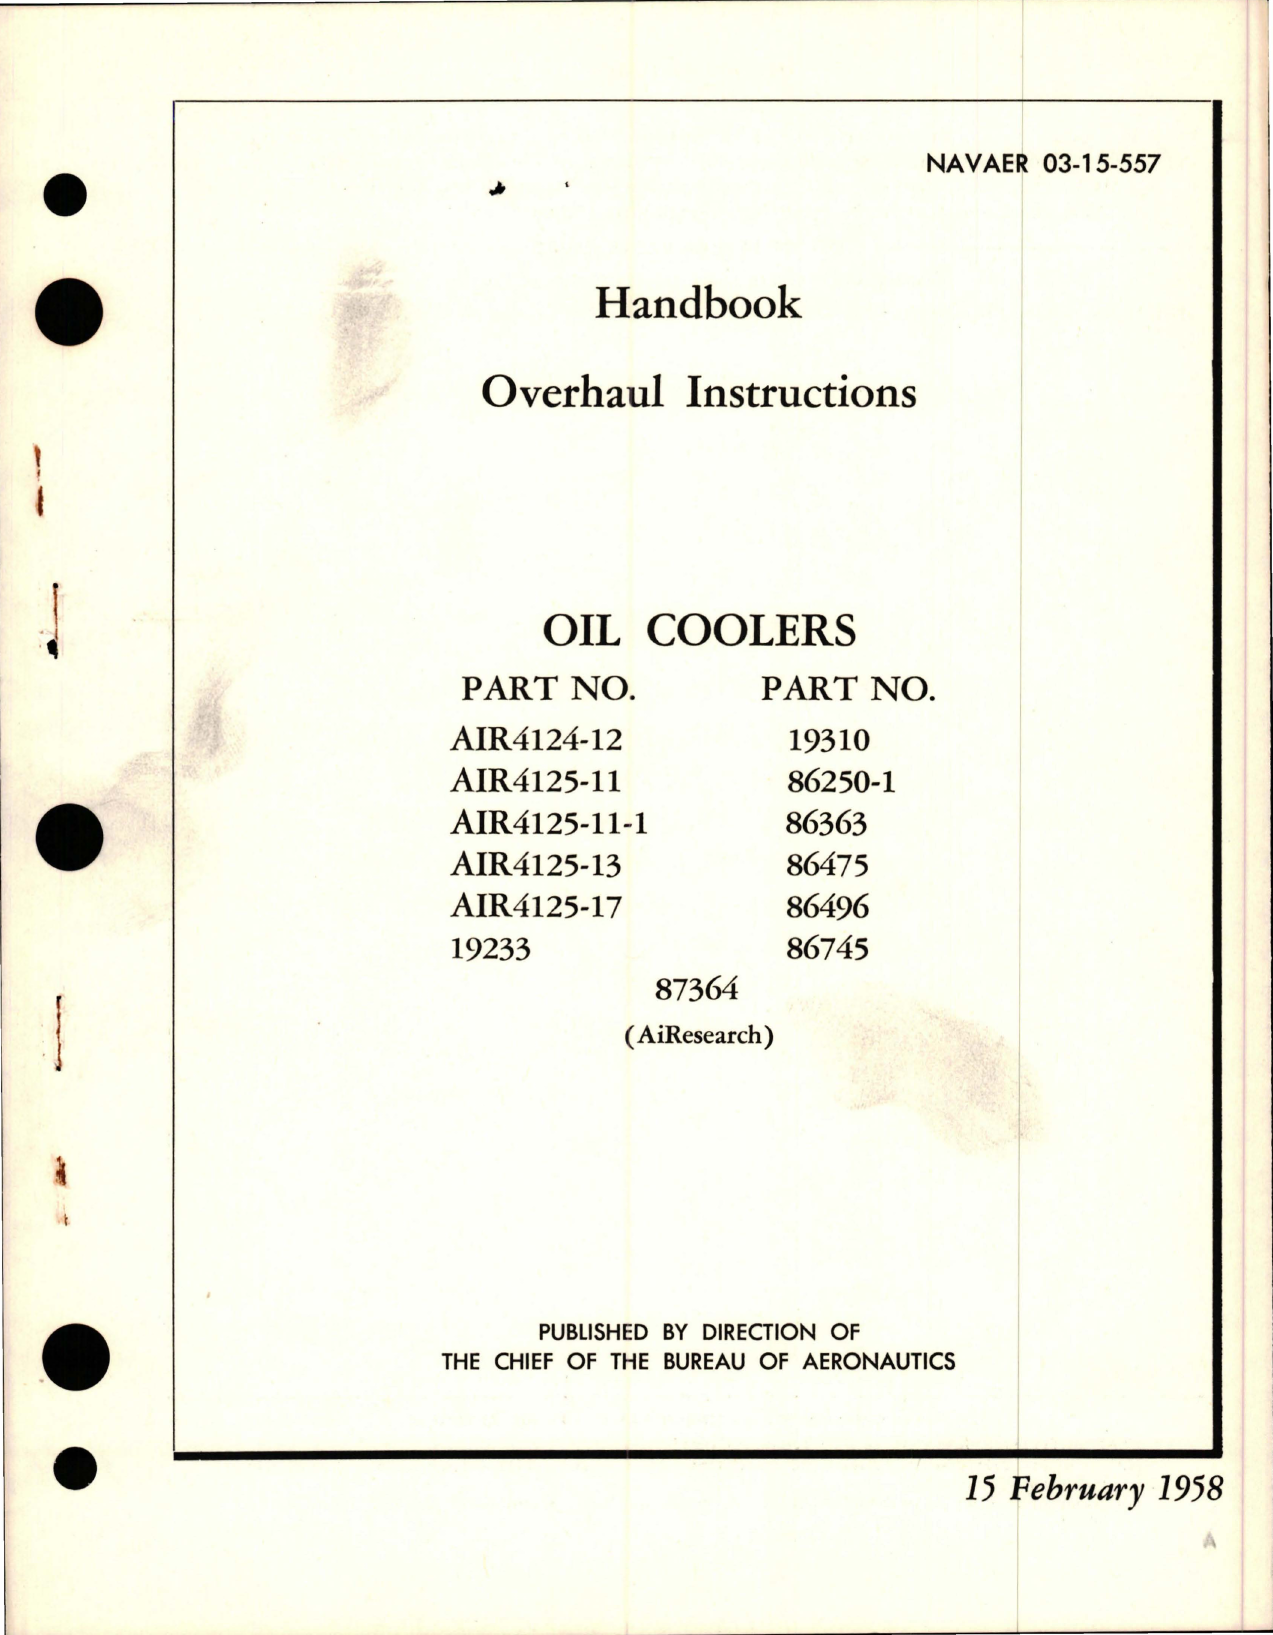 NAVAER 03-15-557
Handbook
Overhaul Instructions
OIL COOLERS
PART NO. PART NO.
AIR4124-12 19310
AIR4125-11 86250-1
AIR4125-11-1 86363
AIR4125-13 86475
AIR4125-17 86496
19233 86745
87364
(AiResearch)
PUBLISHED BY DIRECTION OF
THE CHIEF OF THE BUREAU OF AERONAUTICS
15 February 1958
A